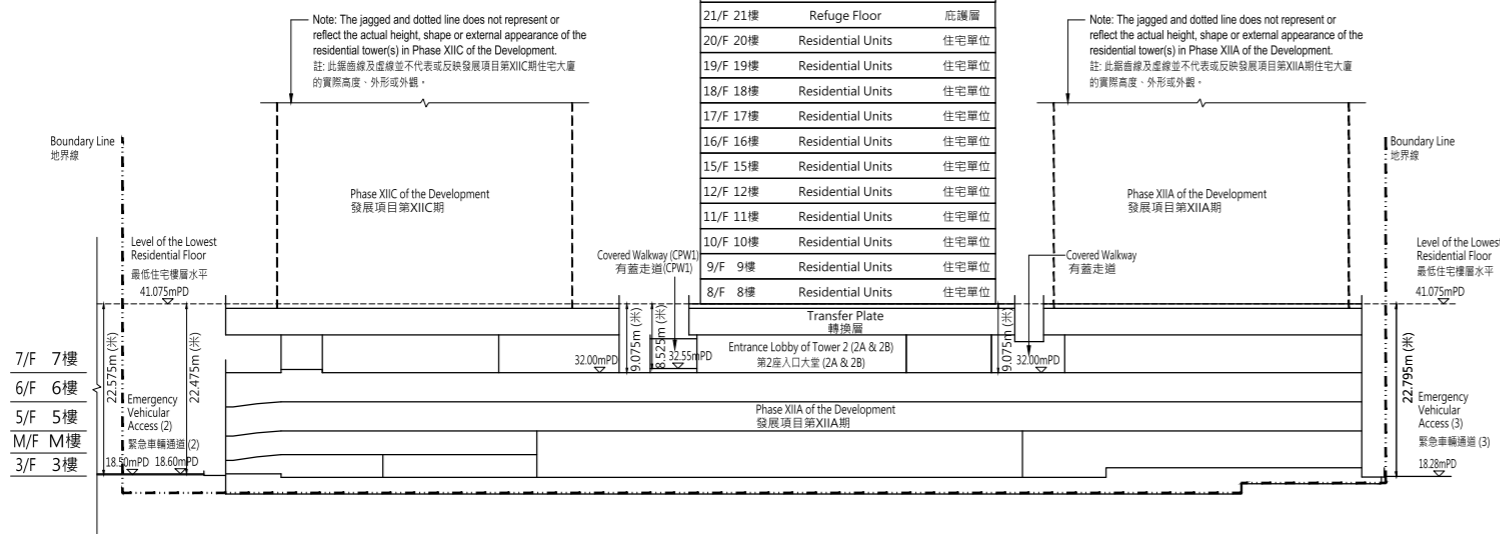 Note: The jagged and dotted line does not represent or
reflect the actual height, shape or external appearance of the
residential tower(s) in Phase XIIC of the Development.
註: 此鋸齒線及虛線並不代表或反映發展項目第XIIC期住宅大廈
的實際高度、外形或外觀。
21/F 21樓 Refuge Floor 庇護層
20/F 20樓 Residential Units 住宅單位
19/F 19樓 Residential Units 住宅單位
18/F 18樓 Residential Units 住宅單位
17/F 17樓 Residential Units 住宅單位
16/F 16樓 Residential Units 住宅單位
15/F 15樓 Residential Units 住宅單位
12/F 12樓 Residential Units 住宅單位
11/F 11樓 Residential Units 住宅單位
10/F 10樓 Residential Units 住宅單位
9/F 9樓 Residential Units 住宅單位
8/F 8樓 Residential Units 住宅單位
Note: The jagged and dotted line does not represent or
reflect the actual height, shape or external appearance of the
residential tower(s) in Phase XIIA of the Development.
註: 此鋸齒線及虛線並不代表或反映發展項目第XIIA期住宅大廈
的實際高度、外形或外觀。
Boundary Line
地界線
Phase XIIC of the Development
發展項目第XIIC期
Phase XIIA of the Development
發展項目第XIIA期
Boundary Line
地界線
Level of the Lowest
Residential Floor
最低住宅樓層水平
41.075mPD
Covered Walkway (CPW1)
有蓋走道(CPW1)
Covered Walkway
有蓋走道
Level of the Lowest
Residential Floor
最低住宅樓層水平
41.075mPD
Transfer Plate
轉換層
Entrance Lobby of Tower 2 (2A & 2B)
第2座入口大堂 (2A & 2B)
22.575m (米)
22.475m (米)
9.075m (米)
8.525m (米)
9.075m (米)
22.795m (米)
32.00mPD
32.55mPD
32.00mPD
7/F 7樓
6/F 6樓
5/F 5樓
M/F M樓
3/F 3樓
Emergency
Vehicular
Access (2)
緊急車輛通道 (2)
18.50mPD 18.60mPD
Phase XIIA of the Development
發展項目第XIIA期
Emergency
Vehicular
Access (3)
緊急車輛通道 (3)
18.28mPD